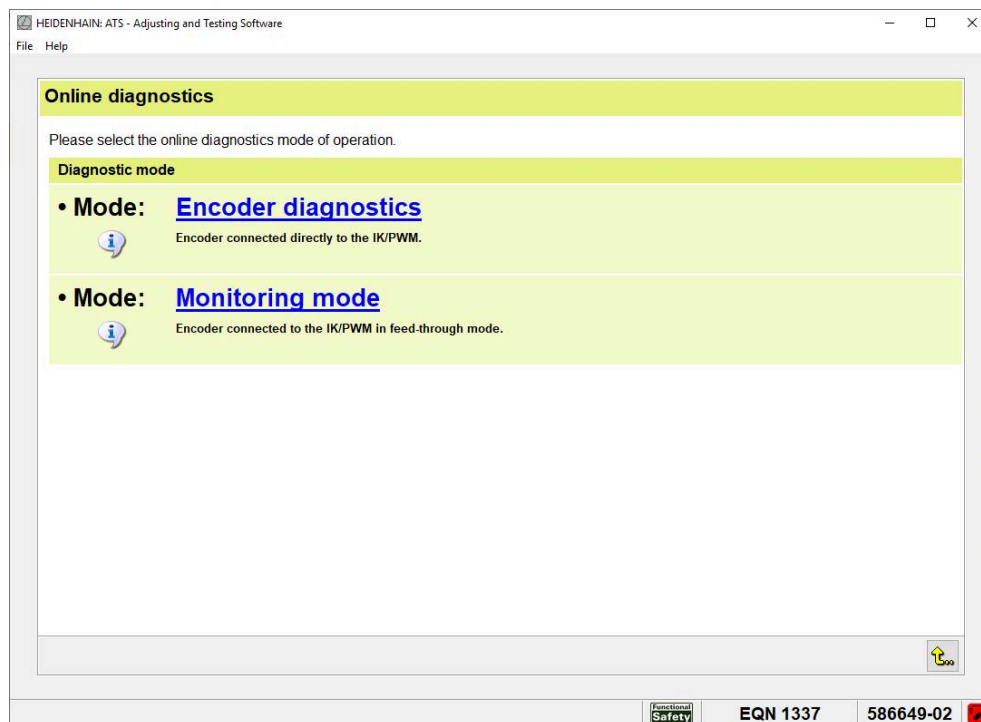 HEIDENHAIN: ATS - Adjusting and Testing Software
File Help
Online diagnostics
Please select the online diagnostics mode of operation.
Diagnostic mode
• Mode: Encoder diagnostics
Encoder connected directly to the IK/PWM.
• Mode: Monitoring mode
Encoder connected to the IK/PWM in feed-through mode.
Functional
Safety
EQN 1337
586649-02